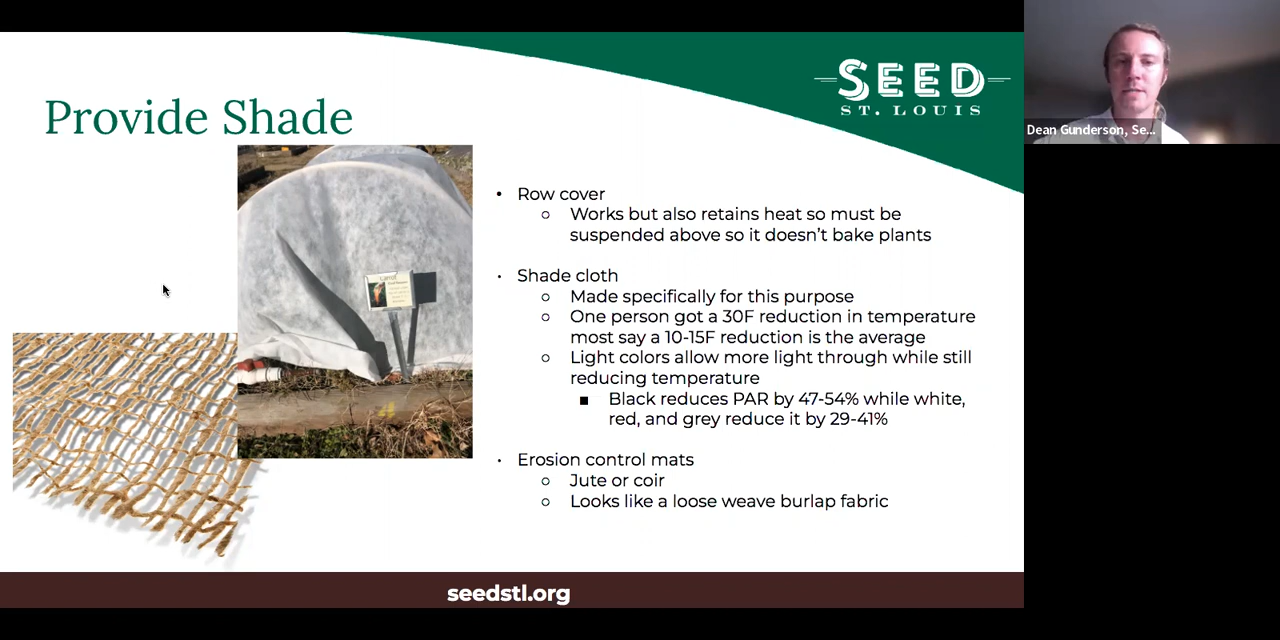 SEED
ST. LOUIS
Dean Gunderson, Se...
Provide Shade
• Row cover
o Works but also retains heat so must be
suspended above so it doesn't bake plants
• Shade cloth
o Made specifically for this purpose
o One person got a 30F reduction in temperature
most say a 10-15F reduction is the average
o Light colors allow more light through while still
reducing temperature
■ Black reduces PAR by 47-54% while white,
red, and grey reduce it by 29-41%
• Erosion control mats
o Jute or coir
o Looks like a loose weave burlap fabric
Carrot
seedstl.org